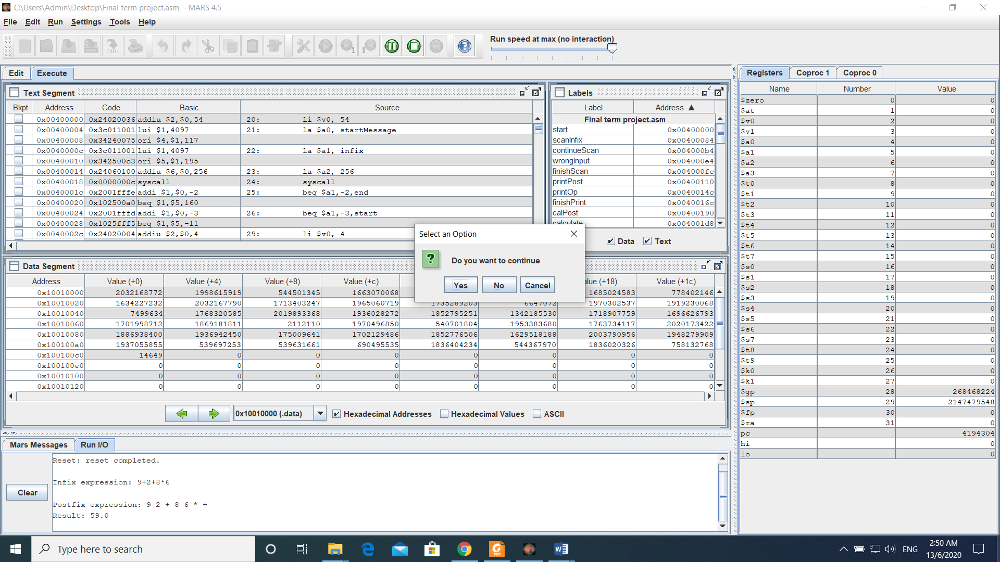 C:\Users\Admin\Desktop\Final term project.asm - MARS 4.5
File Edit Run Settings Tools Help
Run speed at max (no interaction)
Edit Execute
Text Segment
Bkpt Address Code Basic Source
0x00400000 0x24020036 addiu $2,$0,54 20: li $v0, 54
0x00400004 0x3c011001 lui $1,4097 21: la $a0, startMessage
0x00400008 0x34240075 ori $4,$1,117
0x0040000c 0x3c011001 lui $1,4097 22: la $a1, infix
0x00400010 0x342500c3 ori $5,$1,195
0x00400014 0x24060100 addiu $6,$0,256 23: la $a2, 256
0x00400018 0x0000000c syscall 24: syscall
0x0040001c 0x2001fffe addi $1,$0,-2 25: beq $a1,-2,end
0x00400020 0x102500a0 beq $1,$5,160
0x00400024 0x2001fffd addi $1,$0,-3 26: beq $a1,-3,start
0x00400028 0x1025fff5 beq $1,$5,-11
0x0040002c 0x24020004 addiu $2,$0,4 29: li $v0, 4
Labels
Label Address ▲
Final term project.asm
start 0x00400000
scanInfix 0x00400084
continueScan 0x004000b4
wrongInput 0x004000e4
finishScan 0x004000fc
printPost 0x00400110
printOp 0x0040014c
finishPrint 0x0040016c
calPost 0x00400190
calculate 0x004001d8
Data Text
Select an Option
Do you want to continue
Yes No Cancel
Data Segment
Address Value (+0) Value (+4) Value (+8) Value (+c) alue (+18) Value (+1c)
0x10010000 2032168772 1998615919 544501345 1663070068 1685024583 778402146
0x10010020 1634227232 2032167790 1713403247 1965060719 1735289203 6647072 1970302537 1919230068
0x10010040 7499634 1768320585 2019893368 1936028272 1852795251 1342185530 1718907759 1696626793
0x10010060 1701998712 1869181811 2112110 1970496850 540701804 1953383680 1763734117 2020173422
0x10010080 1886938400 1936942450 175009641 1702129486 1852776506 1629518188 2003790956 1948279909
0x100100a0 1937055855 539697253 539631661 690495535 1836404234 544367970 1836020326 758132768
0x100100c0 14649 0 0 0 0 0 0 0
0x100100e0 0 0 0 0 0 0 0 0
0x10010100 0 0 0 0 0 0 0 0
0x10010120 0 0 0 0 0 0 0 0
0x10010000 (.data) Hexadecimal Addresses Hexadecimal Values ASCII
Mars Messages Run I/O
Clear
Reset: reset completed.
Infix expression: 9+2+8*6
Postfix expression: 9 2 + 8 6 * +
Result: 59.0
Registers Coproc 1 Coproc 0
Name Number Value
$zero 0 0
$at 1 0
$v0 2 0
$v1 3 0
$a0 4 0
$a1 5 0
$a2 6 0
$a3 7 0
$t0 8 0
$t1 9 0
$t2 10 0
$t3 11 0
$t4 12 0
$t5 13 0
$t6 14 0
$t7 15 0
$s0 16 0
$s1 17 0
$s2 18 0
$s3 19 0
$s4 20 0
$s5 21 0
$s6 22 0
$s7 23 0
$t8 24 0
$t9 25 0
$k0 26 0
$k1 27 0
$gp 28 268468224
$sp 29 2147479548
$fp 30 0
$ra 31 0
pc 4194304
hi 0
lo 0
Type here to search
ENG
2:50 AM
13/6/2020